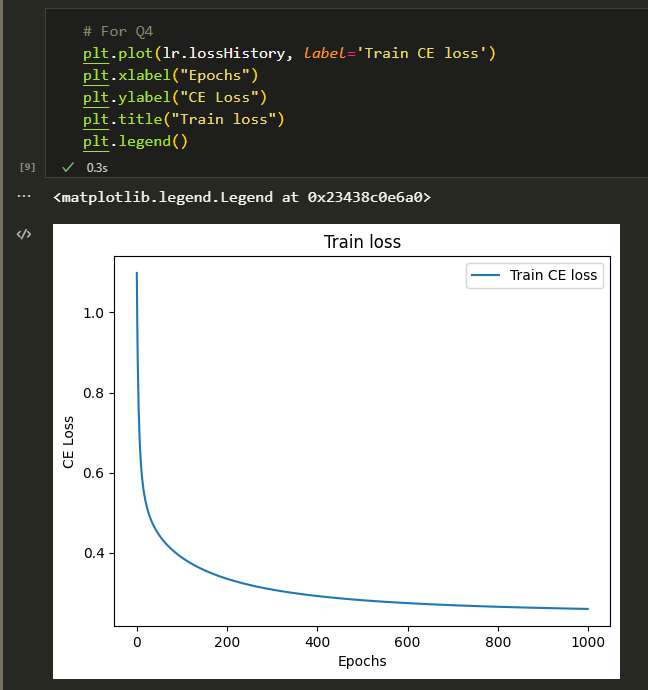 # For Q4
plt.plot(lr.lossHistory, label='Train CE loss')
plt.xlabel("Epochs")
plt.ylabel("CE Loss")
plt.title("Train loss")
plt.legend()
[9]
0.3s
<matplotlib.legend.Legend at 0x23438c0e6a0>
Train loss
Train CE loss
1.0
0.8
0.6
0.4
CE Loss
0 200 400 600 800 1000
Epochs